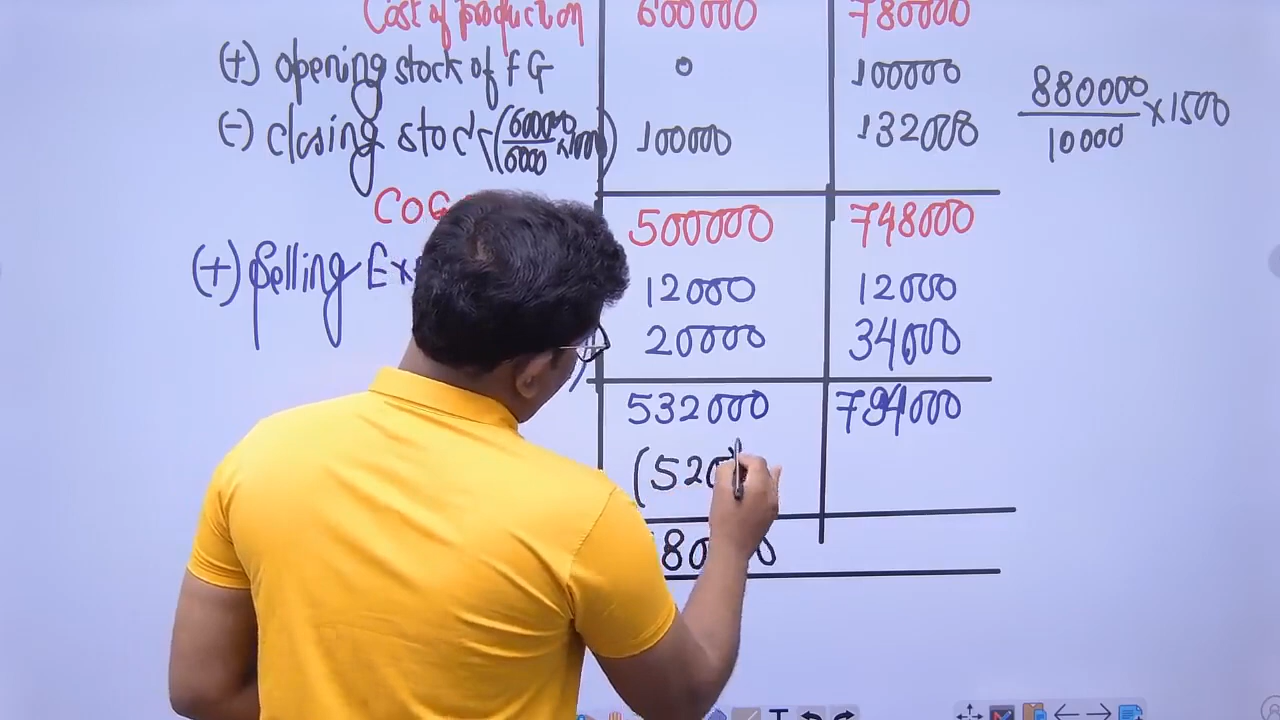 Cost of production 600000 780000
(+) opening stock of FG 0 100000
(-) closing stock (600000/6000 × 1000) 100000 132000 880000/10000 × 1500
COG 500000 748000
(+) Selling Ex 12000 12000
20000 34000
532000 794000
(520
80